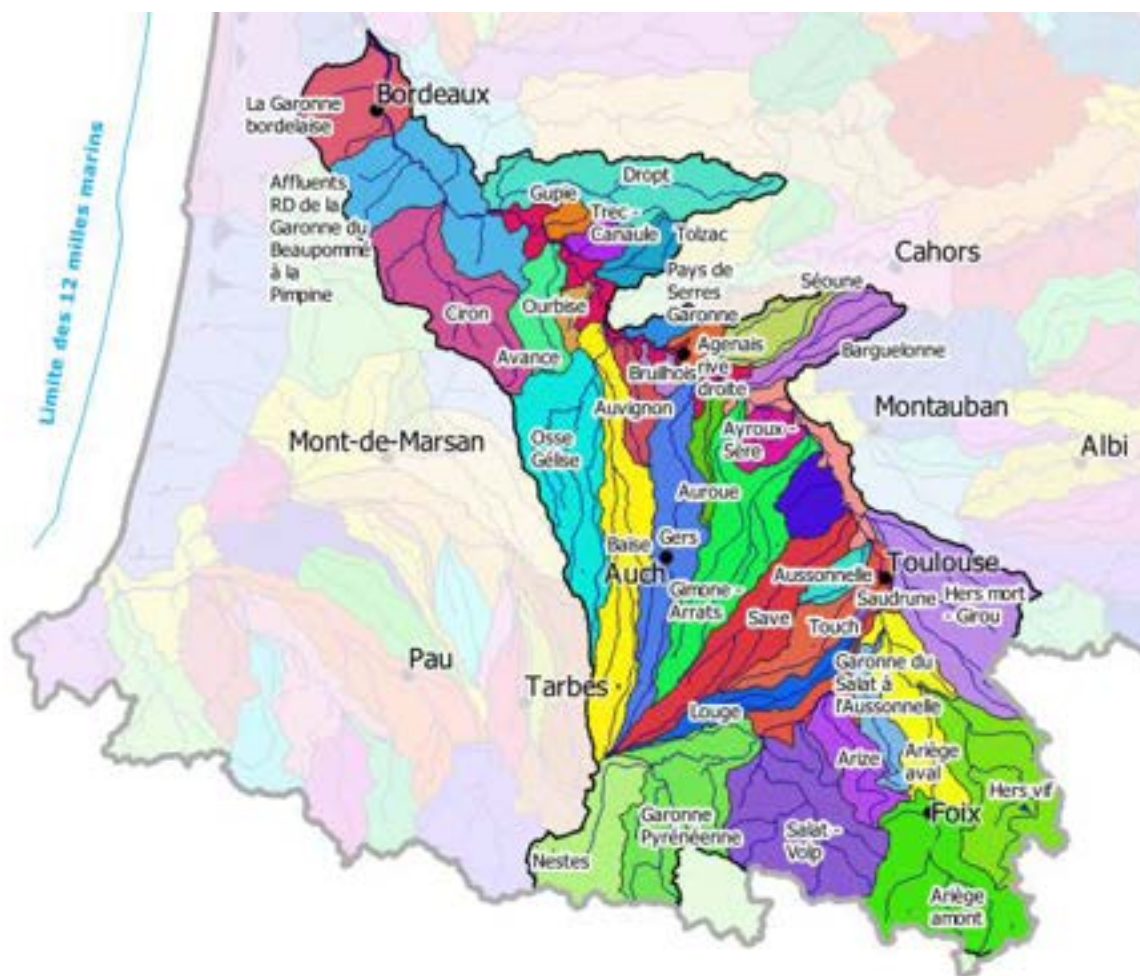 Bordeaux
La Garonne
bordelaise
Dropt
Affluents
RD de la
Garonne du
Beaupommé
à la
Pimpine
Gupie
Trec -
Canaule
Tolzac
Cahors
Pays de
Serres
Garonne
Séoune
Limite des 12 milles marins
Ciron
Ourbise
Avance
Agenais
rive
droite
Bruilhois
Barguelonne
Auvignon
Montauban
Mont-de-Marsan
Osse
Gélise
Ayroux -
Sère
Albi
Auroue
Baïse
Gers
Auch
Toulouse
Aussonnelle
Saudrune
Hers mort
- Girou
Gimone -
Arrats
Save
Touch
Pau
Tarbes
Garonne du
Salat à
l'Aussonnelle
Louge
Arize
Ariège
aval
Hers vif
Foix
Garonne
Pyrénéenne
Salat -
Volp
Nestes
Ariège
amont